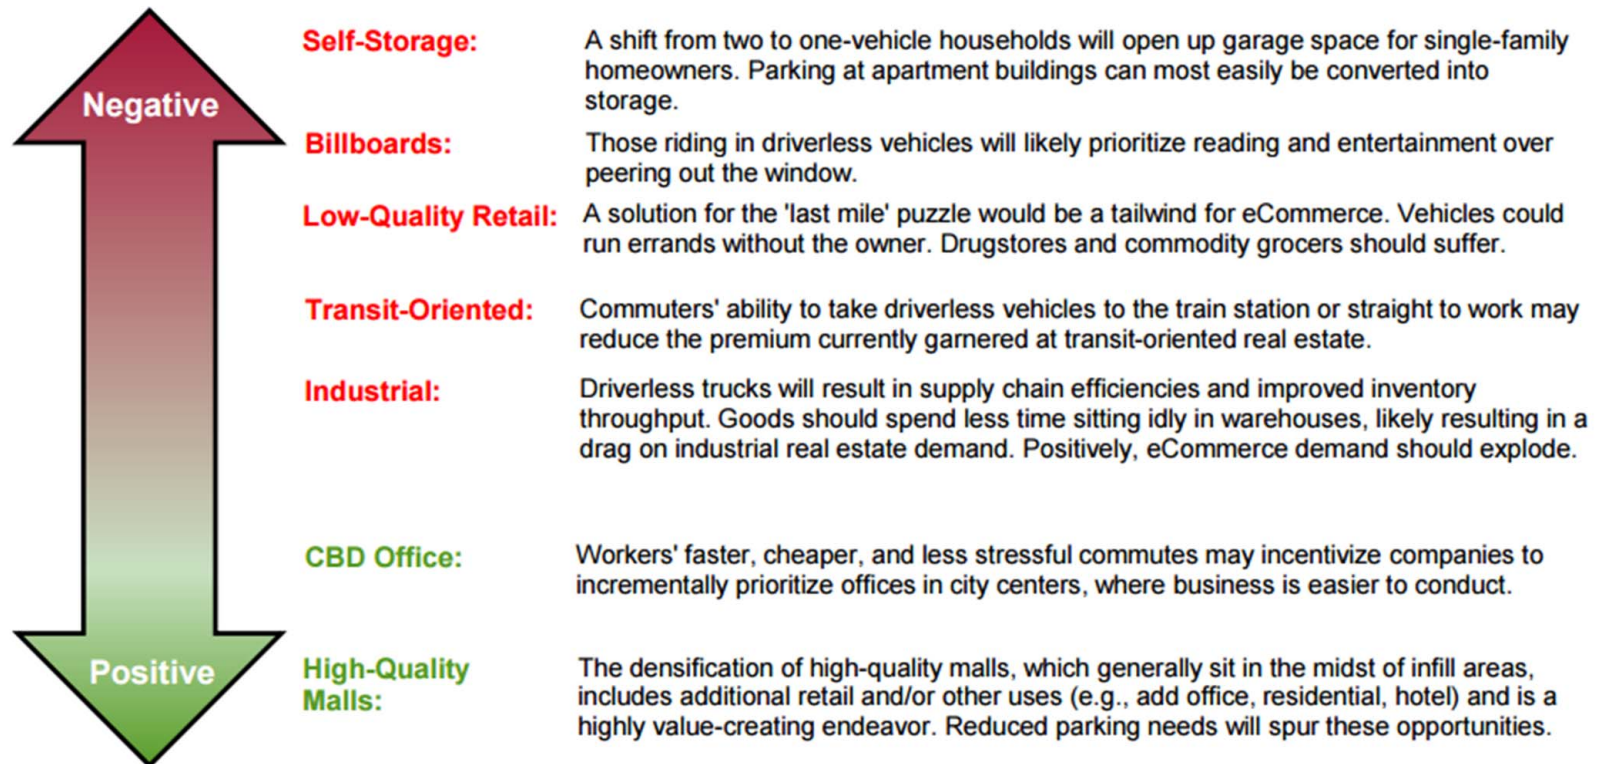 Negative
Self-Storage:
A shift from two to one-vehicle households will open up garage space for single-family
homeowners. Parking at apartment buildings can most easily be converted into
storage.
Billboards:
Those riding in driverless vehicles will likely prioritize reading and entertainment over
peering out the window.
Low-Quality Retail:
A solution for the 'last mile' puzzle would be a tailwind for eCommerce. Vehicles could
run errands without the owner. Drugstores and commodity grocers should suffer.
Transit-Oriented:
Commuters' ability to take driverless vehicles to the train station or straight to work may
reduce the premium currently garnered at transit-oriented real estate.
Industrial:
Driverless trucks will result in supply chain efficiencies and improved inventory
throughput. Goods should spend less time sitting idly in warehouses, likely resulting in a
drag on industrial real estate demand. Positively, eCommerce demand should explode.
CBD Office:
Workers' faster, cheaper, and less stressful commutes may incentivize companies to
incrementally prioritize offices in city centers, where business is easier to conduct.
Positive
High-Quality
Malls:
The densification of high-quality malls, which generally sit in the midst of infill areas,
includes additional retail and/or other uses (e.g., add office, residential, hotel) and is a
highly value-creating endeavor. Reduced parking needs will spur these opportunities.